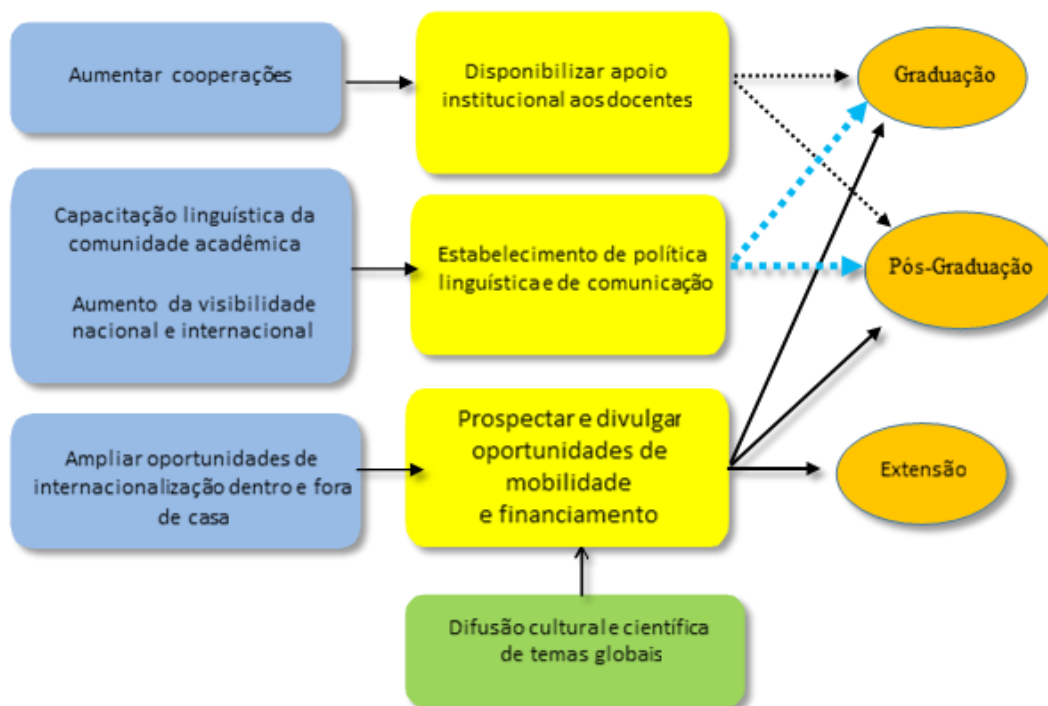 Aumentar cooperações
Disponibilizar apoio
institucional aos docentes
Graduação
Capacitação linguística da
comunidade acadêmica
Aumento da visibilidade
nacional e internacional
Estabelecimento de política
linguística e de comunicação
Pós-Graduação
Ampliar oportunidades de
internacionalização dentro e fora
de casa
Prospectar e divulgar
oportunidades de
mobilidade
e financiamento
Extensão
Difusão cultural e científica
de temas globais